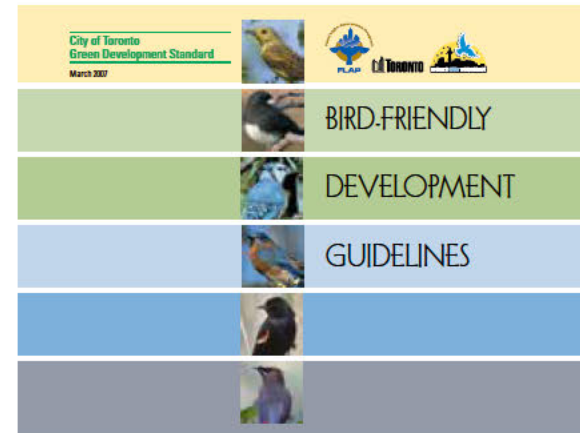 City of Toronto
Green Development Standard
March 2007
FLAP
TORONTO
BIRD-FRIENDLY
DEVELOPMENT
GUIDELINES